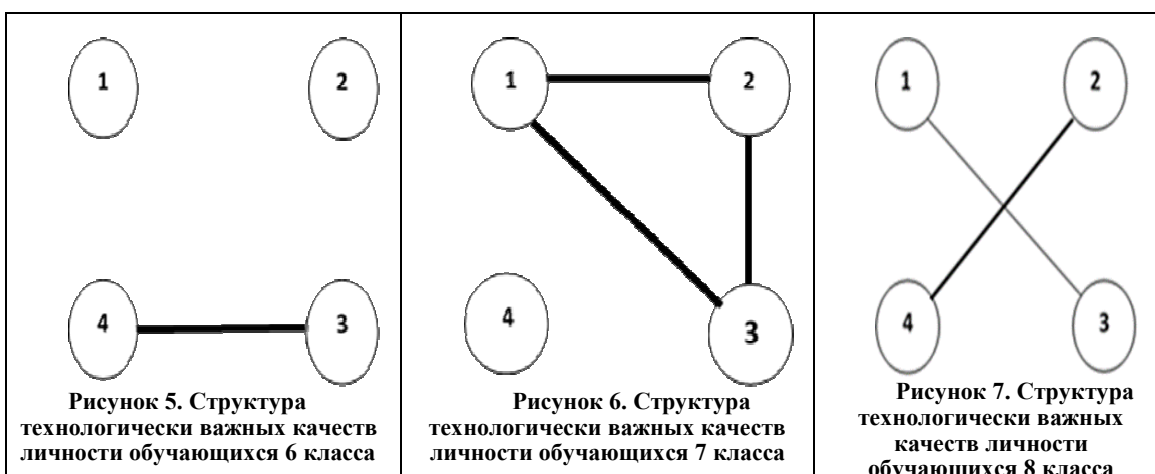 1
2
4
3
Рисунок 5. Структура
технологически важных качеств
личности обучающихся 6 класса
1
2
4
3
Рисунок 6. Структура
технологически важных качеств
личности обучающихся 7 класса
1
2
4
3
Рисунок 7. Структура
технологически важных
качеств личности
обучающихся 8 класса